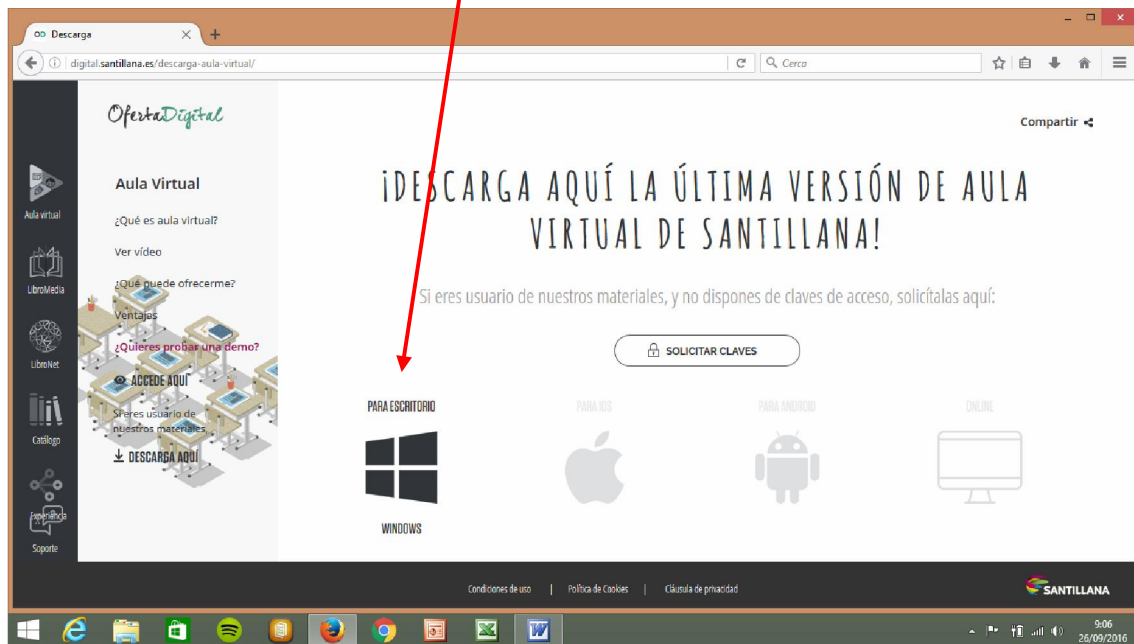 Descarga
digital.santillana.es/descarga-aula-virtual/
Cerca
OfertaDigital
Compartir
Aula virtual
LibroMedia
LibroNet
Catálogo
Experiencia
Soporte
Aula Virtual
¿Qué es aula virtual?
Ver vídeo
¿Qué puede ofrecerme?
Ventajas
¿Quieres probar una demo?
ACCEDE AQUÍ
Si eres usuario de
nuestros materiales,
DESCARGA AQUÍ
¡DESCARGA AQUÍ LA ÚLTIMA VERSIÓN DE AULA
VIRTUAL DE SANTILLANA!
Si eres usuario de nuestros materiales, y no dispones de claves de acceso, solicítalas aquí:
SOLICITAR CLAVES
PARA ESCRITORIO
PARA IOS
PARA ANDROID
ONLINE
WINDOWS
Condiciones de uso | Política de Cookies | Cláusula de privacidad
SANTILLANA
9:06
26/09/2016